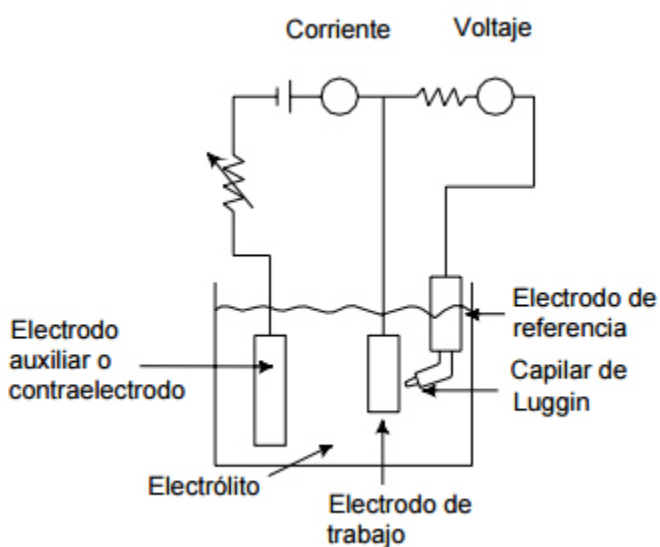 Corriente
Voltaje
Electrodo
auxiliar o
contraelectrodo
Electrodo de
referencia
Capilar de
Luggin
Electrólito
Electrodo de
trabajo